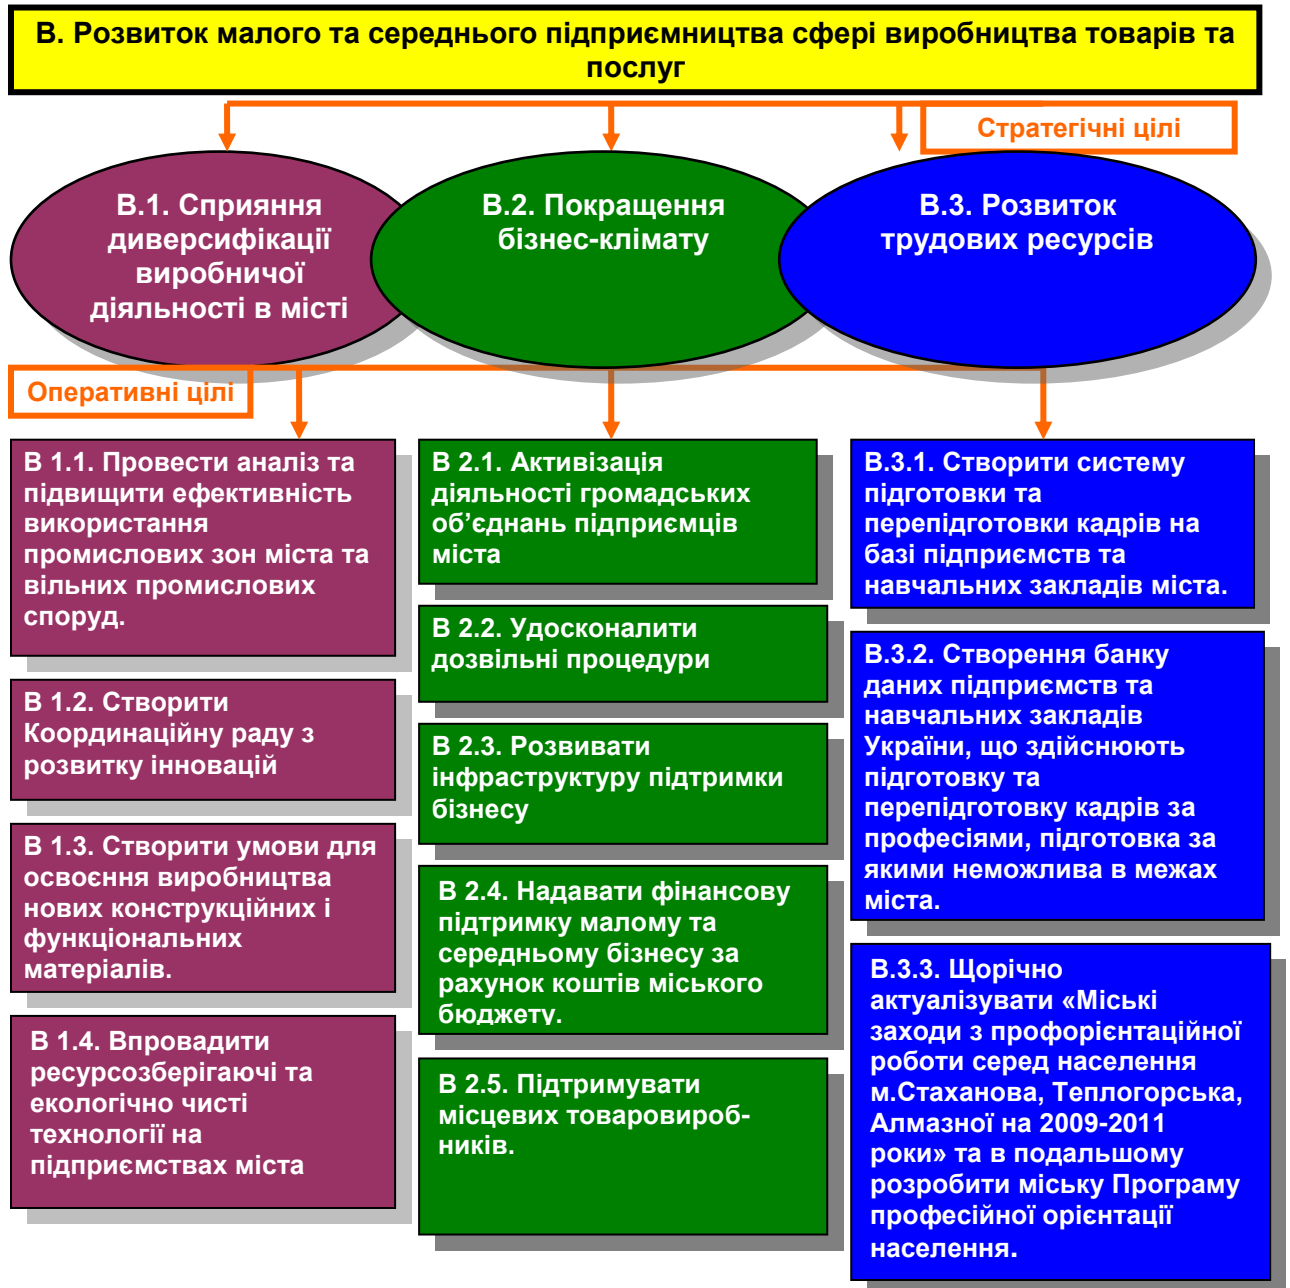 В. Розвиток малого та середнього підприємництва сфері виробництва товарів та
послуг
Стратегічні цілі
В.1. Сприяння
диверсифікації
виробничої
діяльності в місті
В.2. Покращення
бізнес-клімату
В.3. Розвиток
трудових ресурсів
Оперативні цілі
В 1.1. Провести аналіз та
підвищити ефективність
використання
промислових зон міста та
вільних промислових
споруд.
В 1.2. Створити
Координаційну раду з
розвитку інновацій
В 1.3. Створити умови для
освоєння виробництва
нових конструкційних і
функціональних
матеріалів.
В 1.4. Впровадити
ресурсозберігаючі та
екологічно чисті
технології на
підприємствах міста
В 2.1. Активізація
діяльності громадських
об’єднань підприємців
міста
В 2.2. Удосконалити
дозвільні процедури
В 2.3. Розвивати
інфраструктуру підтримки
бізнесу
В 2.4. Надавати фінансову
підтримку малому та
середньому бізнесу за
рахунок коштів міського
бюджету.
В 2.5. Підтримувати
місцевих товаровироб-
ників.
В.3.1. Створити систему
підготовки та
перепідготовки кадрів на
базі підприємств та
навчальних закладів міста.
В.3.2. Створення банку
даних підприємств та
навчальних закладів
України, що здійснюють
підготовку та
перепідготовку кадрів за
професіями, підготовка за
якими неможлива в межах
міста.
В.3.3. Щорічно
актуалізувати «Міські
заходи з профорієнтаційної
роботи серед населення
м.Стаханова, Теплогорська,
Алмазної на 2009-2011
роки» та в подальшому
розробити міську Програму
професійної орієнтації
населення.